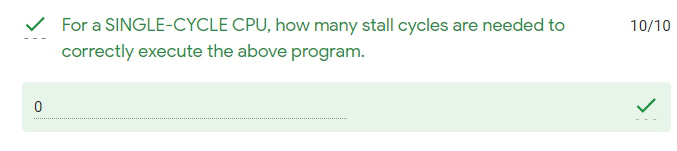 For a SINGLE-CYCLE CPU, how many stall cycles are needed to 10/10
correctly execute the above program.
0